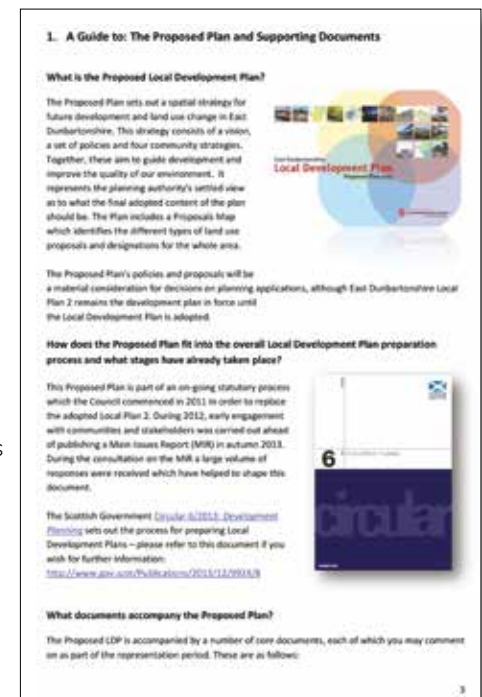 1. A Guide to: The Proposed Plan and Supporting Documents
What is the Proposed Local Development Plan?
The Proposed Plan sets out a spatial strategy for
future development and land use change in East
Dunbartonshire. This strategy consists of a vision,
a set of policies and four community strategies.
Together, these aim to guide development and
improve the quality of our environment. It
represents the planning authority's settled view
as to what the final adopted content of the plan
should be. The Plan includes a Proposals Map
which identifies the different types of land use
proposals and designations for the whole area.
East Dunbartonshire
Local Development Plan
Proposed Plan
The Proposed Plan's policies and proposals will be
a material consideration for decisions on planning applications, although East Dunbartonshire Local
Plan 2 remains the development plan in force until
the Local Development Plan is adopted.
How does the Proposed Plan fit into the overall Local Development Plan preparation
process and what stages have already taken place?
This Proposed Plan is part of an on-going statutory process
which the Council commenced in 2011 in order to replace
the adopted Local Plan 2. During 2012, early engagement
with communities and stakeholders was carried out ahead
of publishing a Main Issues Report (MIR) in autumn 2013.
During the consultation on the MIR a large volume of
responses were received which have helped to shape this
document.
6
circular
The Scottish Government Circular 6/2013: Development
Planning sets out the process for preparing Local
Development Plans – please refer to this document if you
wish for further information:
http://www.gov.scot/Publications/2013/12/9924/8
What documents accompany the Proposed Plan?
The Proposed LDP is accompanied by a number of core documents, each of which you may comment
on as part of the representation period. These are as follows:
3
s